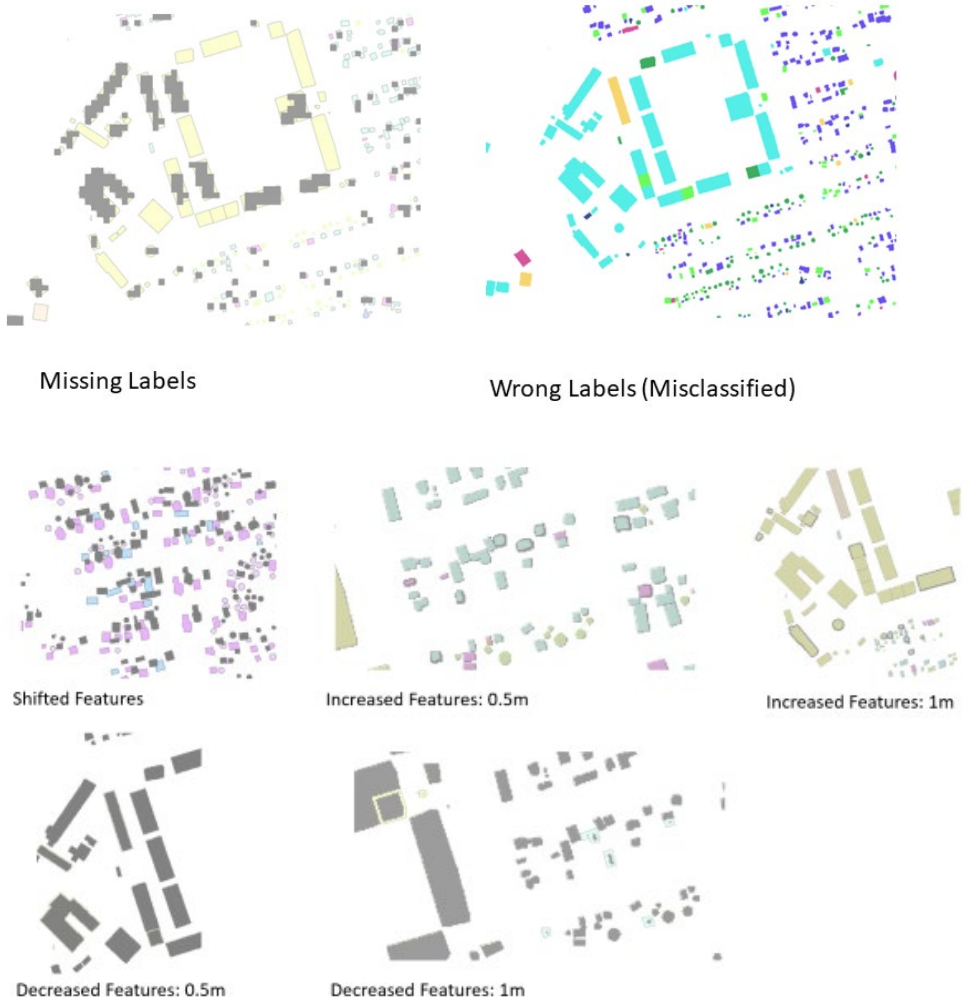 Missing Labels
Wrong Labels (Misclassified)
Shifted Features
Increased Features: 0.5m
Increased Features: 1m
Decreased Features: 0.5m
Decreased Features: 1m